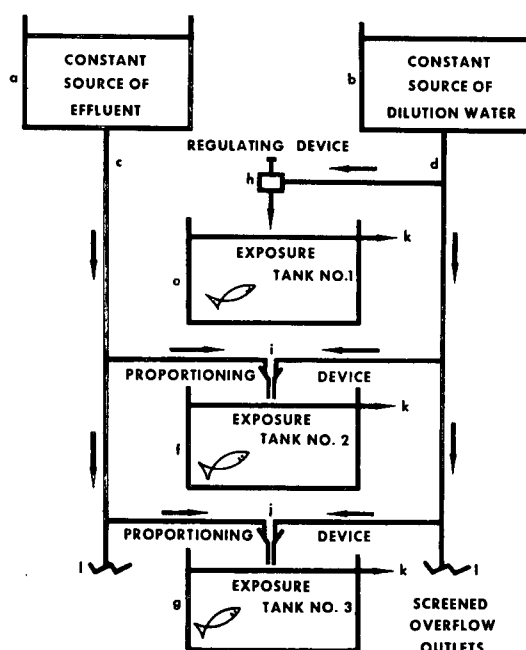 a
CONSTANT
SOURCE OF
EFFLUENT
b
CONSTANT
SOURCE OF
DILUTION WATER
c
REGULATING DEVICE
d
h
k
EXPOSURE
TANK NO.1
o
i
PROPORTIONING DEVICE
k
EXPOSURE
TANK NO. 2
f
i
PROPORTIONING DEVICE
l
k
l
EXPOSURE
TANK NO. 3
g
SCREENED
OVERFLOW
OUTLETS